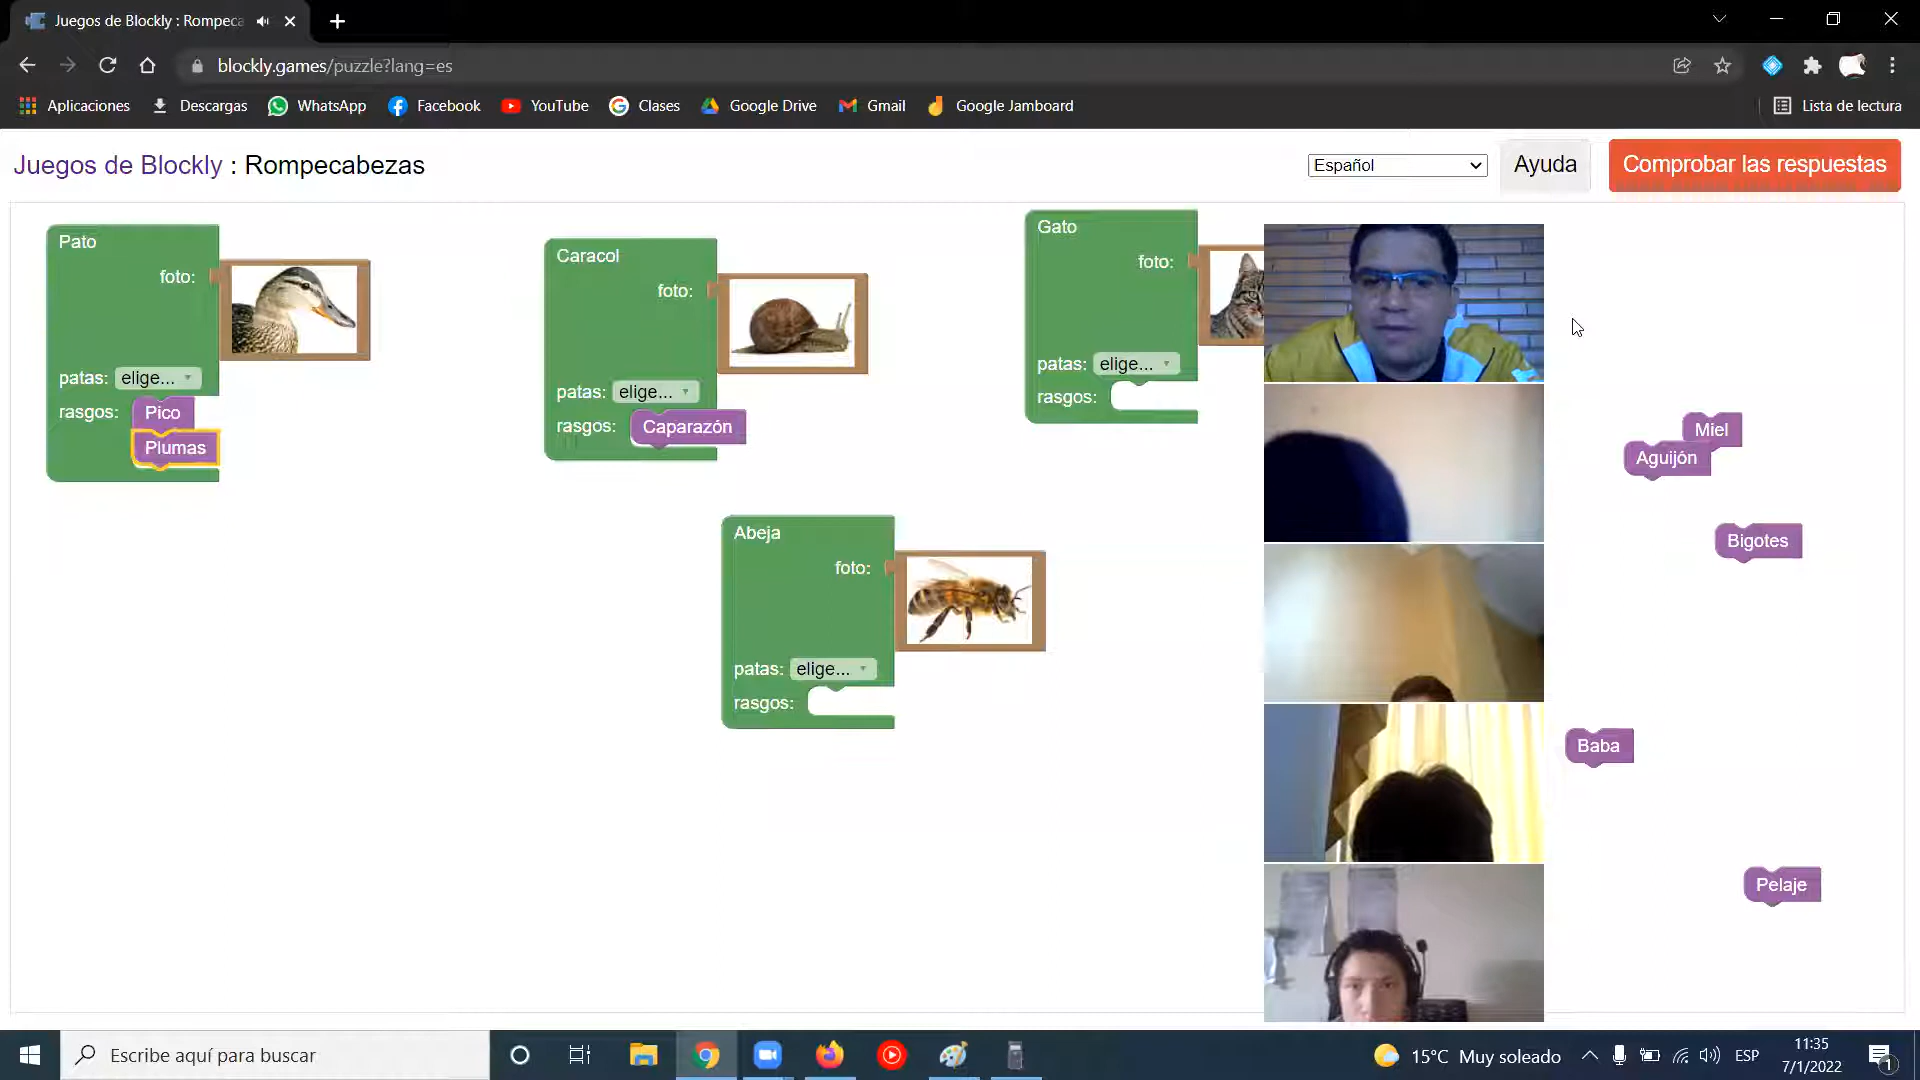 Juegos de Blockly : Rompeca
blockly.games/puzzle?lang=es
Aplicaciones Descargas WhatsApp Facebook YouTube Clases Google Drive Gmail Google Jamboard Lista de lectura
Juegos de Blockly : Rompecabezas
Español
Ayuda
Comprobar las respuestas
Pato
foto:
patas: elige...
rasgos: Pico
Plumas
Caracol
foto:
patas: elige...
rasgos: Caparazón
Gato
foto:
patas: elige...
rasgos:
Abeja
foto:
patas: elige...
rasgos:
Miel
Aguijón
Bigotes
Baba
Pelaje
Escribe aquí para buscar
15°C Muy soleado
ESP
11:35
7/1/2022
1